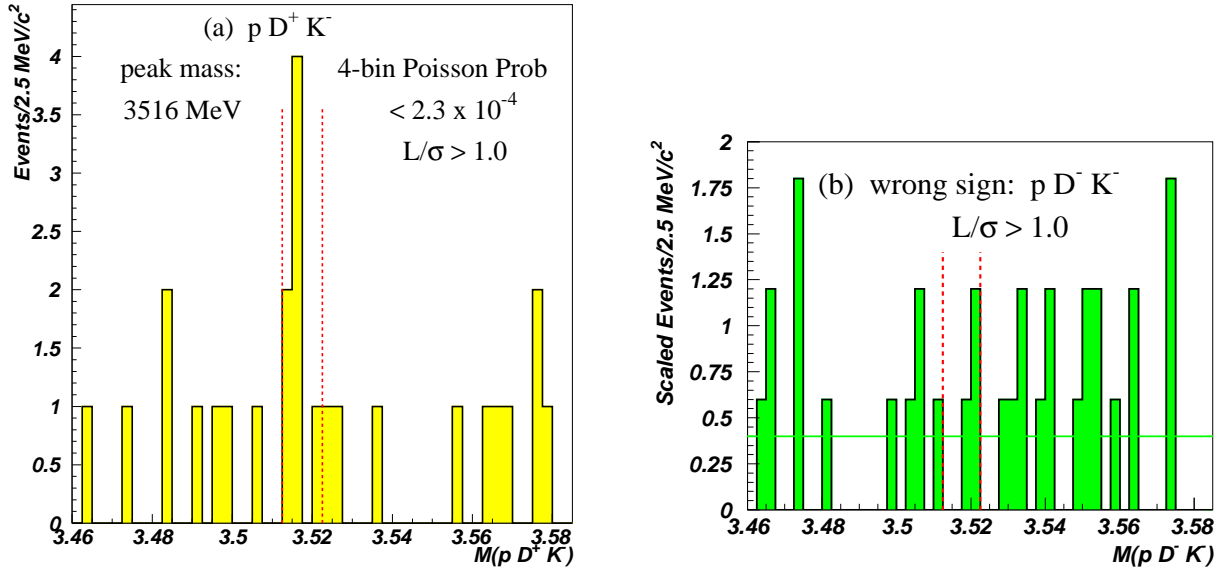 (a) p D⁺ K⁻
peak mass:
3516 MeV
4-bin Poisson Prob
< 2.3 x 10⁻⁴
L/σ > 1.0
Events/2.5 MeV/c²
4
3.5
3
2.5
2
1.5
1
0.5
0
3.46 3.48 3.5 3.52 3.54 3.56 3.58
M(p D⁺ K⁻)
(b) wrong sign: p D⁻ K⁻
L/σ > 1.0
Scaled Events/2.5 MeV/c²
2
1.75
1.5
1.25
1
0.75
0.5
0.25
0
3.46 3.48 3.5 3.52 3.54 3.56 3.58
M(p D⁻ K⁻)